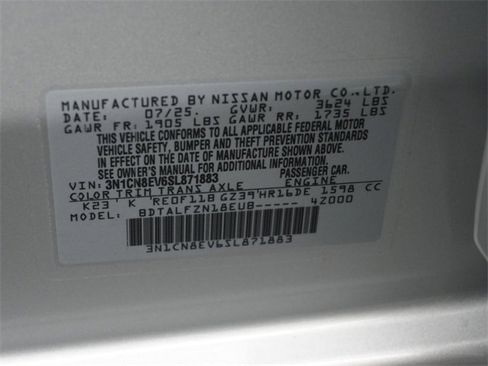 MANUFACTURED BY NISSAN MOTOR CO., LTD.
DATE: 07/25. GVWR: 3624 LBS
GAWR FR: 1905 LBS GAWR RR: 1735 LBS
THIS VEHICLE CONFORMS TO ALL APPLICABLE FEDERAL MOTOR
VEHICLE SAFETY, BUMPER, AND THEFT PREVENTION STANDARDS
IN EFFECT ON THE DATE OF MANUFACTURE SHOWN ABOVE.
SEE OWNER'S MANUAL FOR ADDITIONAL INFORMATION.
VIN: 3N1CN8EV6SL871883 PASSENGER CAR.
COLOR TRIM TRANS AXLE ENGINE
K23 K RE0F11B GZ39 HR16DE 1598 CC
MODEL: BDTALFZN18EUB----- 4Z000
3N1CN8EV6SL871883